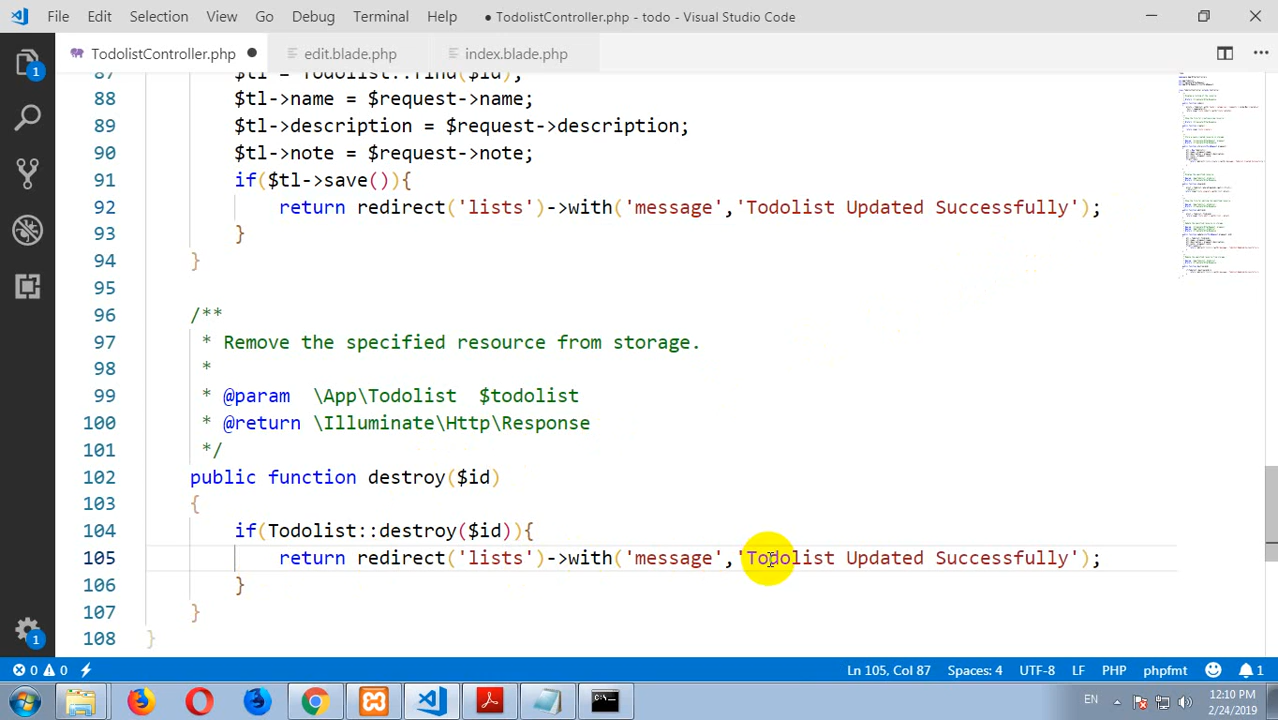 File Edit Selection View Go Debug Terminal Help ● TodolistController.php - todo - Visual Studio Code
TodolistController.php edit.blade.php index.blade.php
87 $tl = Todolist::find($id);
88 $tl->name = $request->name;
89 $tl->description = $request->description;
90 $tl->note = $request->note;
91 if($tl->save()){
92 return redirect('lists')->with('message','Todolist Updated Successfully');
93 }
94 }
95
96 /**
97 * Remove the specified resource from storage.
98 *
99 * @param \App\Todolist $todolist
100 * @return \Illuminate\Http\Response
101 */
102 public function destroy($id)
103 {
104 if(Todolist::destroy($id)){
105 return redirect('lists')->with('message','Todolist Updated Successfully');
106 }
107 }
108 }
1
1
0 0 Ln 105, Col 87 Spaces: 4 UTF-8 LF PHP phpfmt 1
EN 12:10 PM
2/24/2019